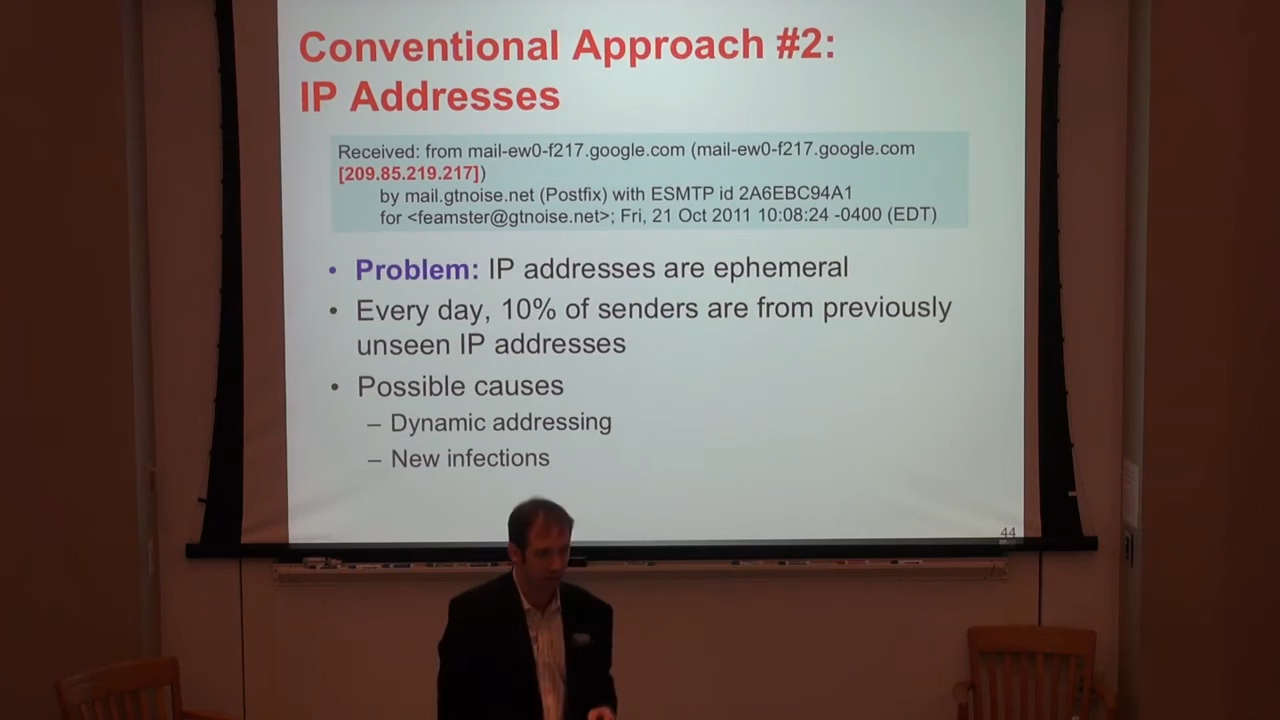 Conventional Approach #2:
IP Addresses
Received: from mail-ew0-f217.google.com (mail-ew0-f217.google.com
[209.85.219.217])
by mail.gtnoise.net (Postfix) with ESMTP id 2A6EBC94A1
for <feamster@gtnoise.net>; Fri, 21 Oct 2011 10:08:24 -0400 (EDT)
• Problem: IP addresses are ephemeral
• Every day, 10% of senders are from previously
unseen IP addresses
• Possible causes
– Dynamic addressing
– New infections
44